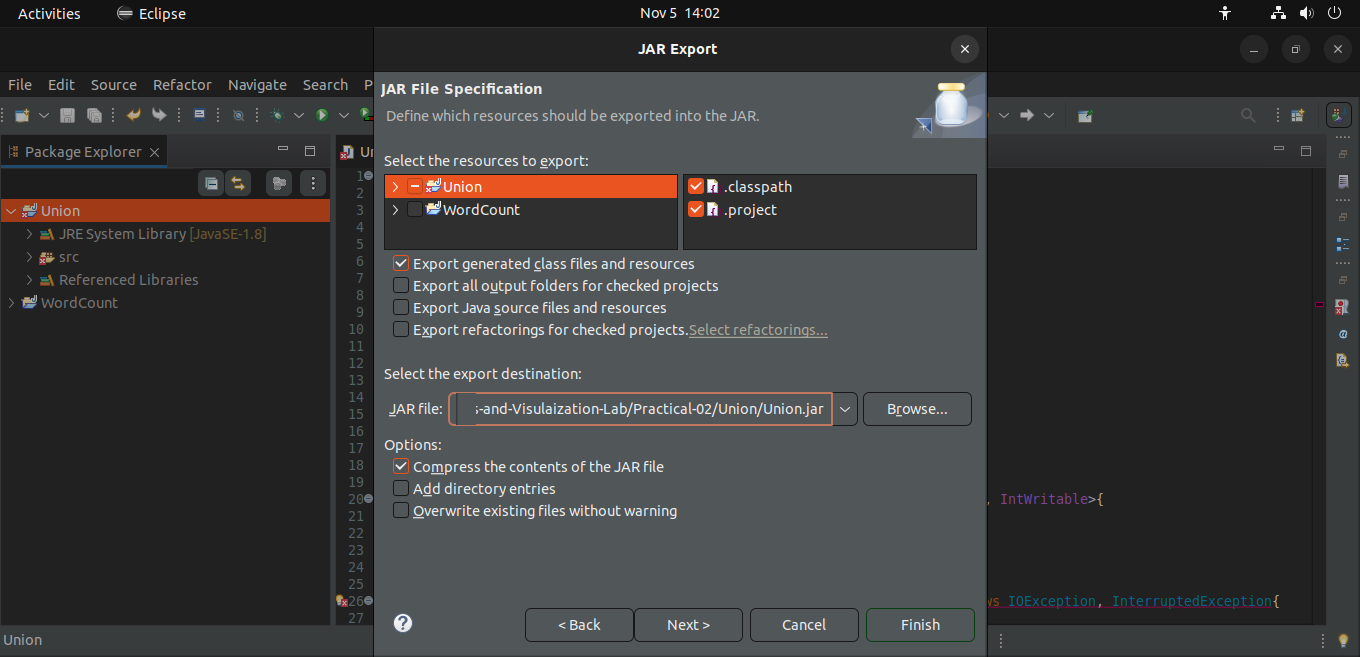 Activities Eclipse Nov 5 14:02
JAR Export
File Edit Source Refactor Navigate Search P
JAR File Specification
Define which resources should be exported into the JAR.
Package Explorer
Select the resources to export:
Union .classpath
WordCount .project
Union
JRE System Library [JavaSE-1.8]
src
Referenced Libraries
WordCount
Export generated class files and resources
Export all output folders for checked projects
Export Java source files and resources
Export refactorings for checked projects. Select refactorings...
Select the export destination:
JAR file: s-and-Visulaization-Lab/Practical-02/Union/Union.jar Browse...
Options:
Compress the contents of the JAR file
Add directory entries
Overwrite existing files without warning
? < Back Next > Cancel Finish
Un
1
2
3
4
5
6
7
8
9
10
11
12
13
14
15
16
17
18
19
20 , IntWritable>{
21
22
23
24
25
26 ws IOException, InterruptedException{
27
Union